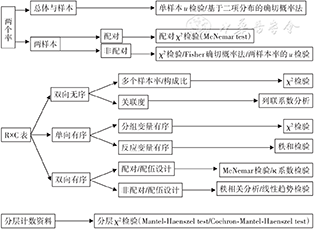 两个率
总体与样本
单样本u检验/基于二项分布的确切概率法
两样本
配对
配对χ²检验(McNemar test)
非配对
χ²检验/Fisher确切概率法/两样本率的u检验
R×C表
双向无序
多个样本率/构成比
χ²检验
关联度
列联系数分析
单向有序
分组变量有序
χ²检验
反应变量有序
秩和检验
双向有序
配对/配伍设计
McNemar检验/κ系数检验
非配对/配伍设计
秩相关分析/线性趋势检验
分层计数资料
分层χ²检验(Mantel-Haenszel test/Cochron-Mantel-Haenszel test)